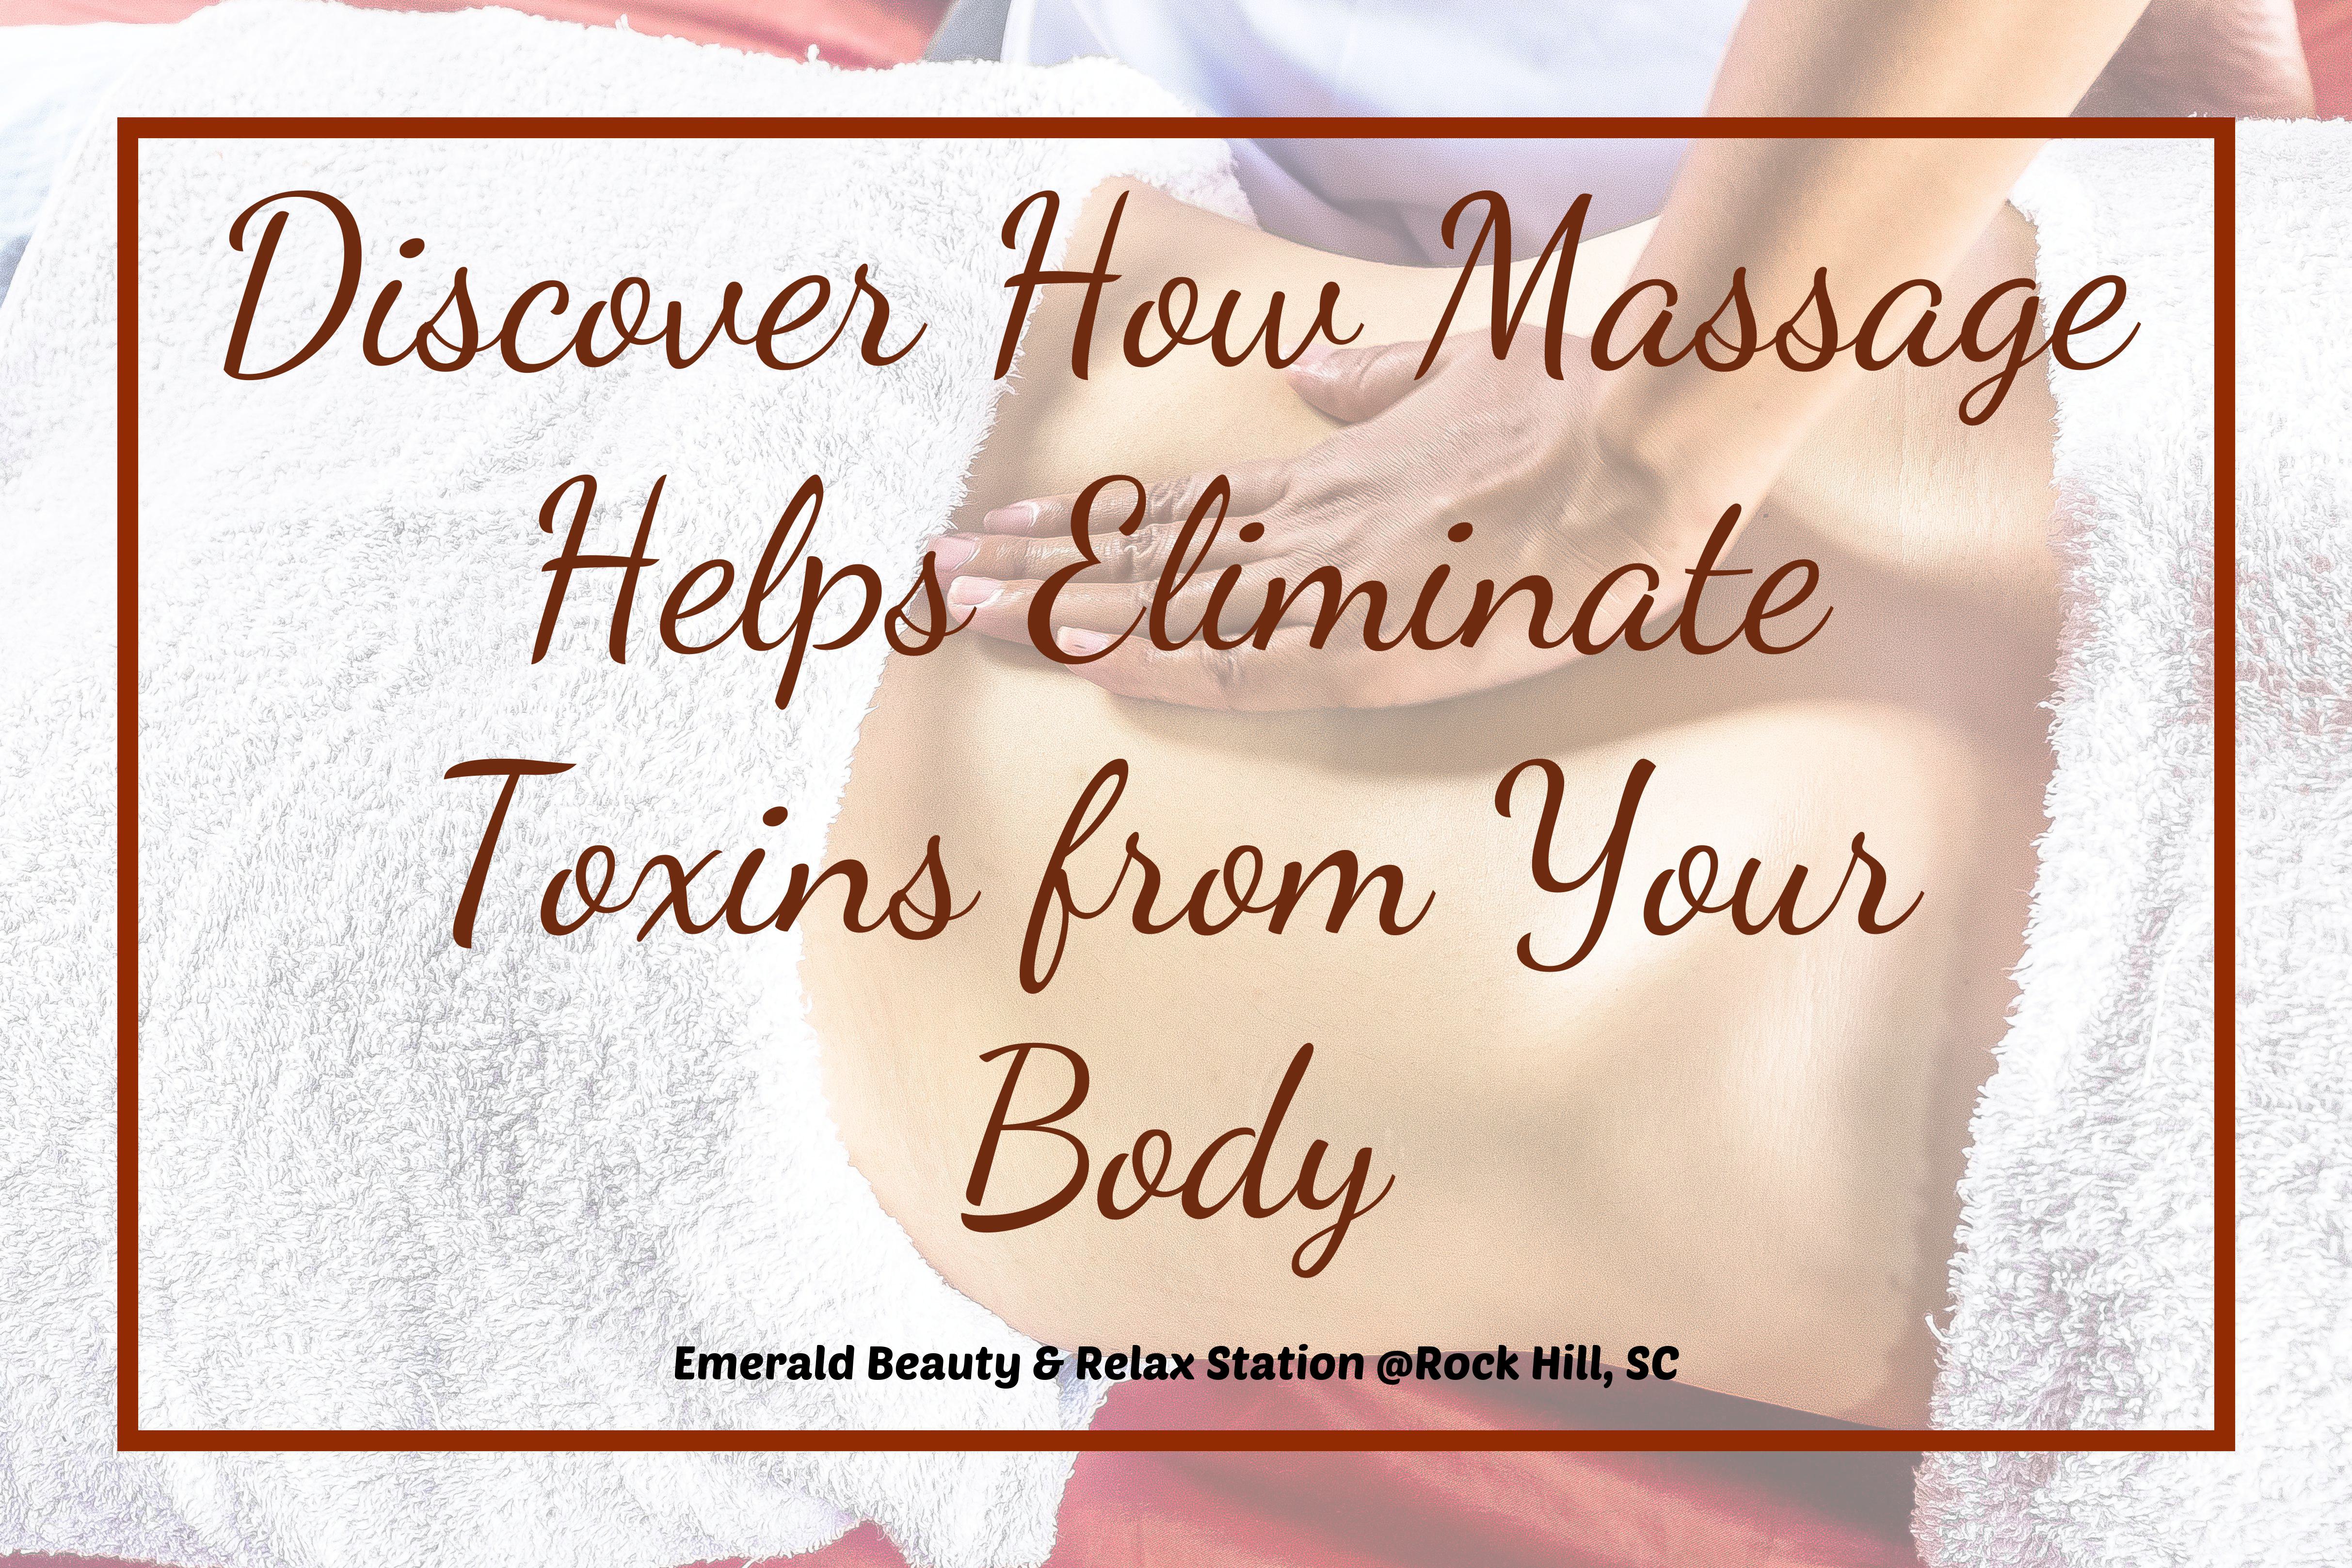 Discover How Massage
Helps Eliminate
Toxins from Your
Body
Emerald Beauty & Relax Station @Rock Hill, SC